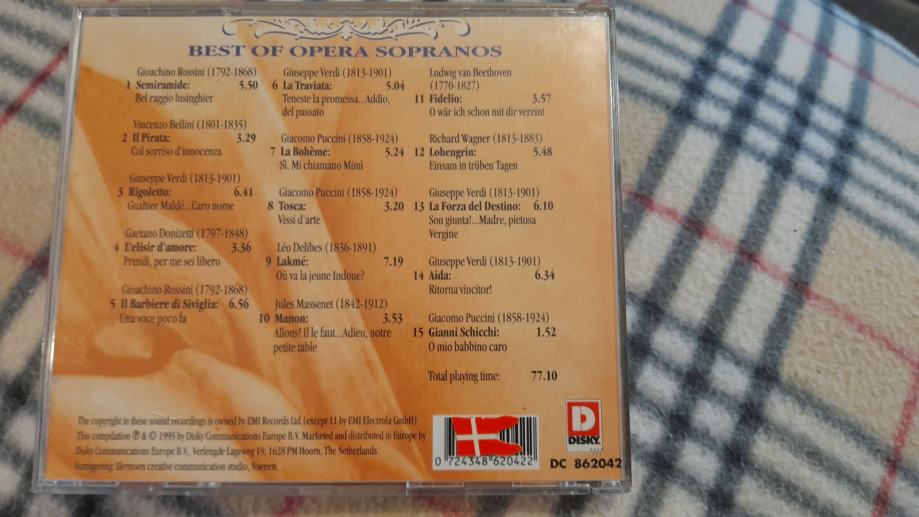 BEST OF OPERA SOPRANOS
Gioachino Rossini (1792-1868)
1 Semiramide: 5.50
Bel raggio lusinghier
Vincenzo Bellini (1801-1835)
2 Il Pirata: 3.29
Col sorriso d'innocenza
Giuseppe Verdi (1813-1901)
3 Rigoletto: 6.41
Gualtier Maldé...Caro nome
Gaetano Donizetti (1797-1848)
4 L'elisir d'amore: 3.36
Prendi, per me sei libero
Gioachino Rossini (1792-1868)
5 Il Barbiere di Siviglia: 6.56
Una voce poco fa
Giuseppe Verdi (1813-1901)
6 La Traviata: 5.04
Teneste la promessa...Addio,
del passato
Giacomo Puccini (1858-1924)
7 La Bohème: 5.24
Sì. Mi chiamano Mimì
Giacomo Puccini (1858-1924)
8 Tosca: 3.20
Vissi d'arte
Léo Delibes (1836-1891)
9 Lakmé: 7.19
Où va la jeune Indoue?
Jules Massenet (1842-1912)
10 Manon: 3.53
Allons! Il le faut...Adieu, notre
petite table
Ludwig van Beethoven
(1770-1827)
11 Fidelio: 3.57
O wär ich schon mit dir vereint
Richard Wagner (1813-1883)
12 Lohengrin: 5.48
Einsam in trüben Tagen
Giuseppe Verdi (1813-1901)
13 La Forza del Destino: 6.10
Son giunta!...Madre, pietosa
Vergine
Giuseppe Verdi (1813-1901)
14 Aida: 6.34
Ritorna vincitor!
Giacomo Puccini (1858-1924)
15 Gianni Schicchi: 1.52
O mio babbino caro
Total playing time: 77.10
The copyright in these sound recordings is owned by EMI Records Ltd. (except 11 by EMI Electrola GmbH)
This compilation ℗ & © 1995 by Disky Communications Europe B.V. Marketed and distributed in Europe by
Disky Communications Europe B.V., Verlengde Lageweg 19, 1628 PM Hoorn, The Netherlands
Vormgeving: Hermsen creative communication studio, Nuenen.
0 724348 620422
D
DISKY
DC 862042